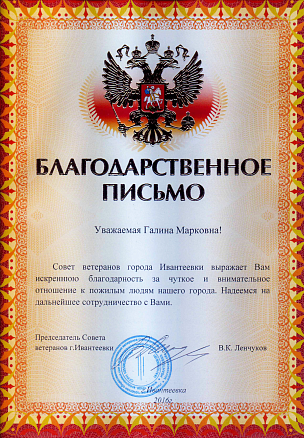 БЛАГОДАРСТВЕННОЕ
ПИСЬМО
Уважаемая Галина Марковна!
Совет ветеранов города Ивантеевки выражает Вам
искреннюю благодарность за чуткое и внимательное
отношение к пожилым людям нашего города. Надеемся на
дальнейшее сотрудничество с Вами.
Председатель Совета
ветеранов г.Ивантеевки В.К. Ленчуков
г.Ивантеевка
2016г.